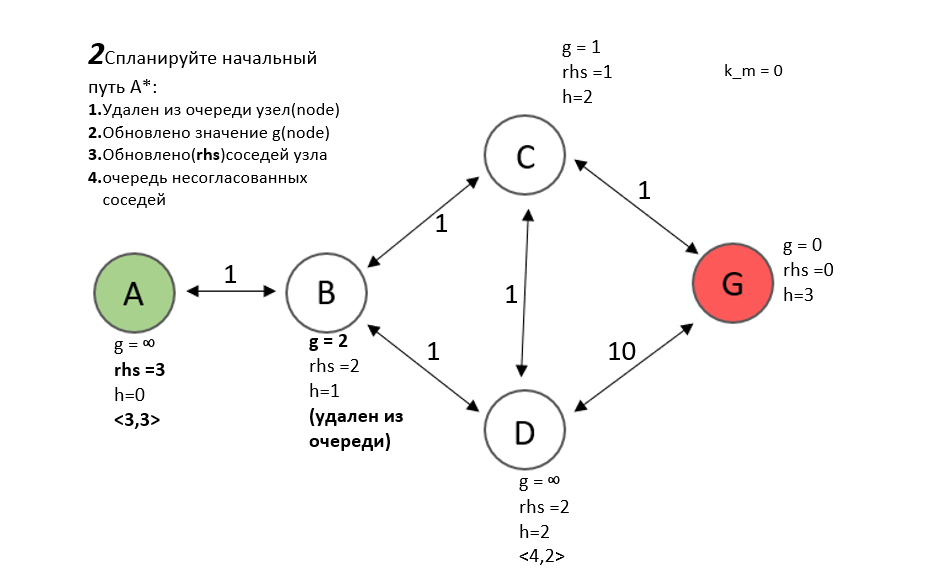 2Спланируйте начальный
путь A*:
1.Удален из очереди узел(node)
2.Обновлено значение g(node)
3.Обновлено(rhs)соседей узла
4.очередь несогласованных
соседей
g = 1
rhs =1
h=2
k_m = 0
C
1
1
A
1
B
1
G
g = 0
rhs =0
h=3
g = ∞
rhs =3
h=0
<3,3>
g = 2
rhs =2
h=1
(удален из
очереди)
1
10
D
g = ∞
rhs =2
h=2
<4,2>